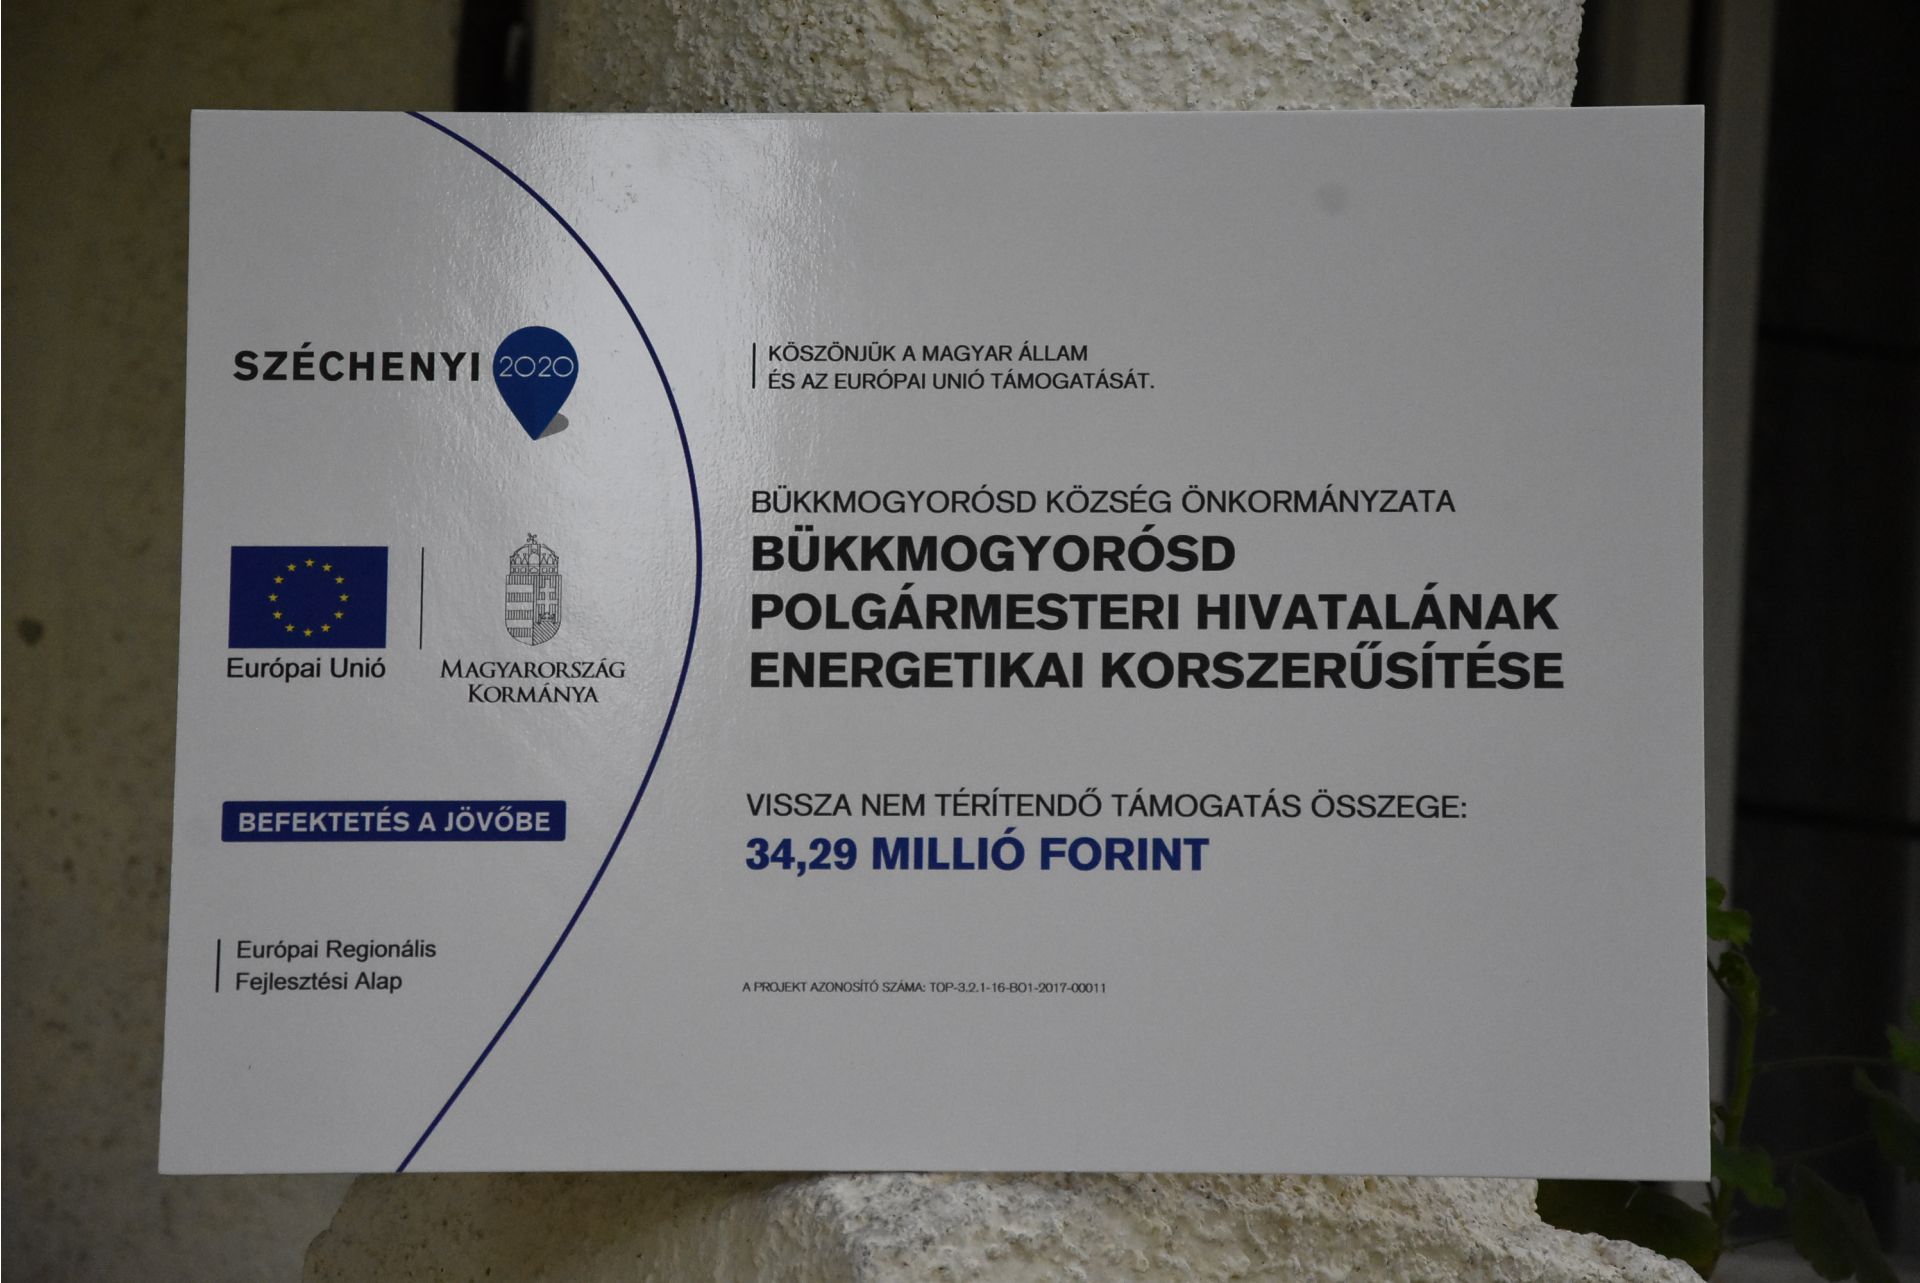 SZÉCHENYI 2020
Európai Unió
MAGYARORSZÁG
KORMÁNYA
BEFEKTETÉS A JÖVŐBE
Európai Regionális
Fejlesztési Alap
KÖSZÖNJÜK A MAGYAR ÁLLAM
ÉS AZ EURÓPAI UNIÓ TÁMOGATÁSÁT.
BÜKKMOGYORÓSD KÖZSÉG ÖNKORMÁNYZATA
BÜKKMOGYORÓSD
POLGÁRMESTERI HIVATALÁNAK
ENERGETIKAI KORSZERŰSÍTÉSE
VISSZA NEM TÉRÍTENDŐ TÁMOGATÁS ÖSSZEGE:
34,29 MILLIÓ FORINT
A PROJEKT AZONOSÍTÓ SZÁMA: TOP-3.2.1-16-BO1-2017-00011